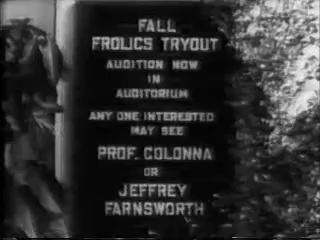 FALL
FROLICS TRYOUT
AUDITION NOW
IN
AUDITORIUM
ANY ONE INTERESTED
MAY SEE
PROF. COLONNA
OR
JEFFREY
FARNSWORTH